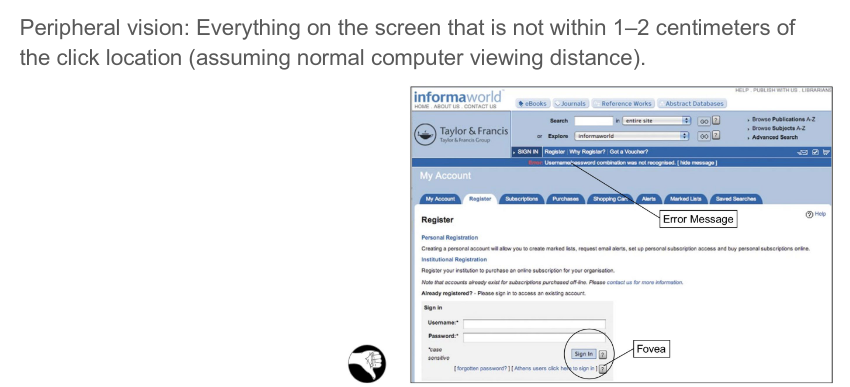 Peripheral vision: Everything on the screen that is not within 1–2 centimeters of
the click location (assuming normal computer viewing distance).
HELP . PUBLISH WITH US . LIBRARIANS
informaworld
HOME . ABOUT US . CONTACT US
eBooks Journals Reference Works Abstract Databases
Taylor & Francis
Taylor & Francis Group
Search in entire site GO ?
or Explore informaworld GO ?
Browse Publications A-Z
Browse Subjects A-Z
Advanced Search
SIGN IN Register Why Register? Got a Voucher?
Error: Username/password combination was not recognised. [ hide message ]
My Account
My Account Register Subscriptions Purchases Shopping Cart Alerts Marked Lists Saved Searches
Error Message
Register
? Help
Personal Registration
Creating a personal account will allow you to create marked lists, request email alerts, set up personal subscription access and buy personal subscriptions online.
Institutional Registration
Register your institution to purchase an online subscription for your organisation.
Note that accounts already exist for subscriptions purchased off-line. Please contact us for more information.
Already registered? - Please sign in to access an existing account.
Sign in
Username:*
Password:*
*case
sensitive
Sign In ?
Fovea
[ forgotten password? ] [ Athens users click here to sign in ] ?